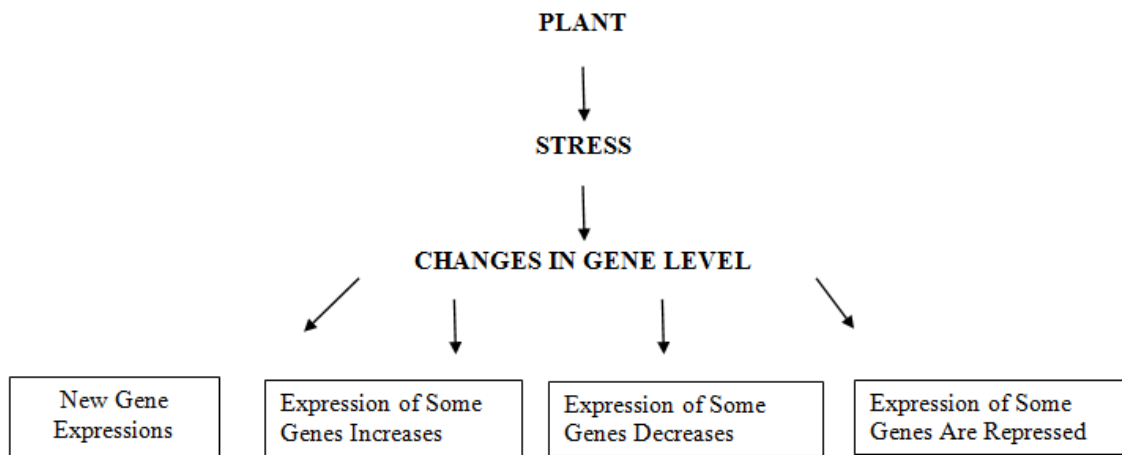 PLANT
STRESS
CHANGES IN GENE LEVEL
New Gene
Expressions
Expression of Some
Genes Increases
Expression of Some
Genes Decreases
Expression of Some
Genes Are Repressed